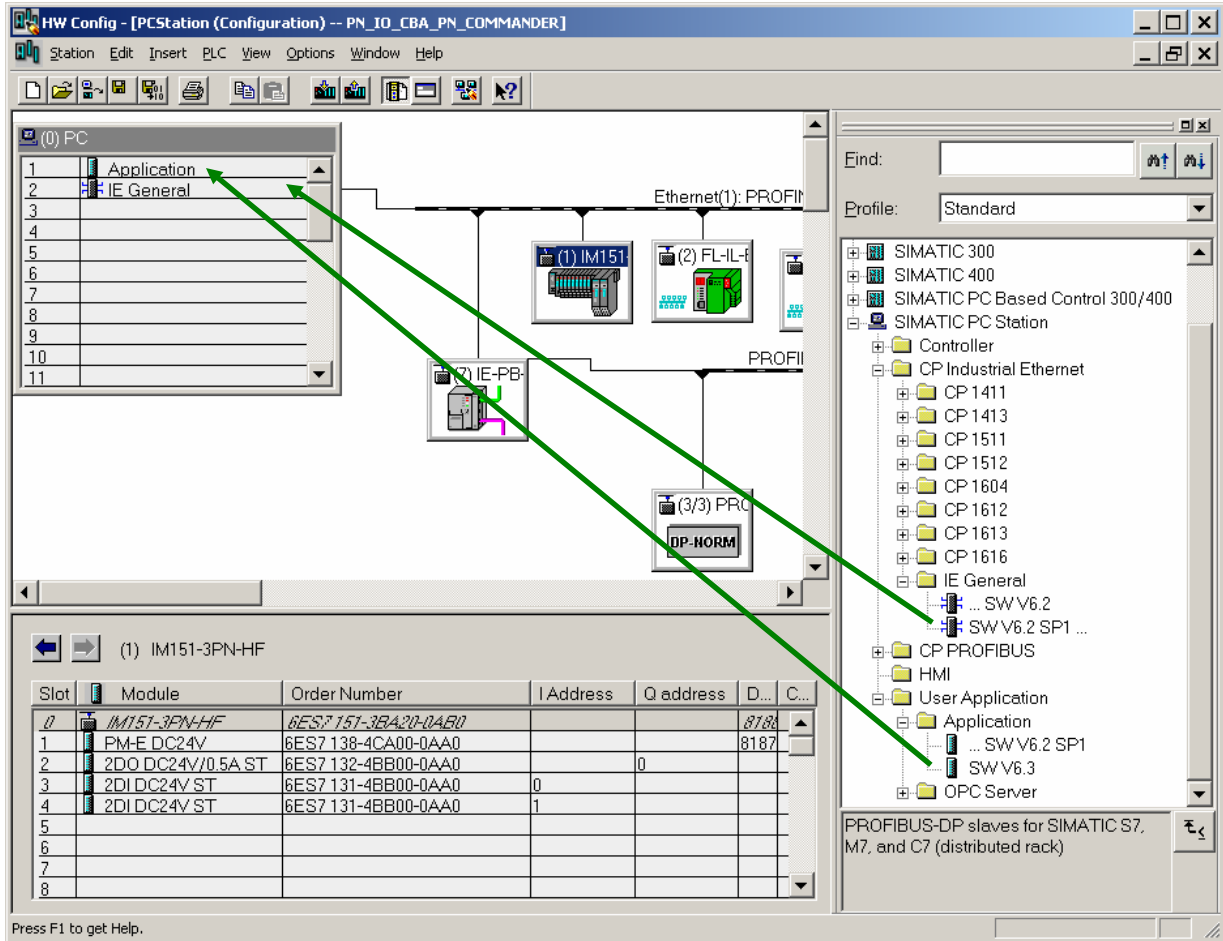 HW Config - [PCStation (Configuration) -- PN_IO_CBA_PN_COMMANDER]
Station Edit Insert PLC View Options Window Help
(0) PC
1 Application
2 IE General
3
4
5
6
7
8
9
10
11
Ethernet(1): PROFIN
(1) IM151-
(2) FL-IL-
(7) IE-PB-
PROFI
(3/3) PRO
DP-NORM
(1) IM151-3PN-HF
Slot Module Order Number I Address Q address D... C...
0 IM151-3PN-HF 6ES7 151-3BA20-0AB0 8188
1 PM-E DC24V 6ES7 138-4CA00-0AA0 8187
2 2DO DC24V/0.5A ST 6ES7 132-4BB00-0AA0 0
3 2DI DC24V ST 6ES7 131-4BB00-0AA0 0
4 2DI DC24V ST 6ES7 131-4BB00-0AA0 1
5
6
7
8
Find:
Profile: Standard
SIMATIC 300
SIMATIC 400
SIMATIC PC Based Control 300/400
SIMATIC PC Station
Controller
CP Industrial Ethernet
CP 1411
CP 1413
CP 1511
CP 1512
CP 1604
CP 1612
CP 1613
CP 1616
IE General
... SW V6.2
SW V6.2 SP1 ...
CP PROFIBUS
HMI
User Application
Application
... SW V6.2 SP1
SW V6.3
OPC Server
PROFIBUS-DP slaves for SIMATIC S7,
M7, and C7 (distributed rack)
Press F1 to get Help.